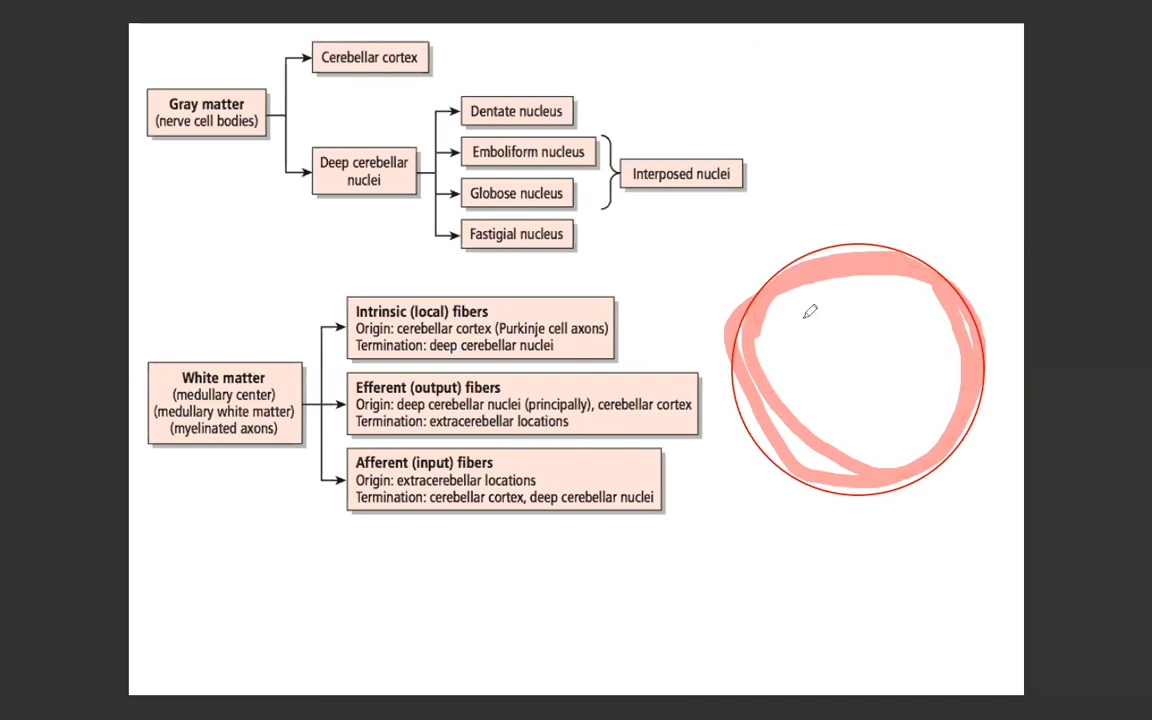 Cerebellar cortex
Gray matter
(nerve cell bodies)
Dentate nucleus
Emboliform nucleus
Deep cerebellar
nuclei
Interposed nuclei
Globose nucleus
Fastigial nucleus
Intrinsic (local) fibers
Origin: cerebellar cortex (Purkinje cell axons)
Termination: deep cerebellar nuclei
White matter
(medullary center)
(medullary white matter)
(myelinated axons)
Efferent (output) fibers
Origin: deep cerebellar nuclei (principally), cerebellar cortex
Termination: extracerebellar locations
Afferent (input) fibers
Origin: extracerebellar locations
Termination: cerebellar cortex, deep cerebellar nuclei